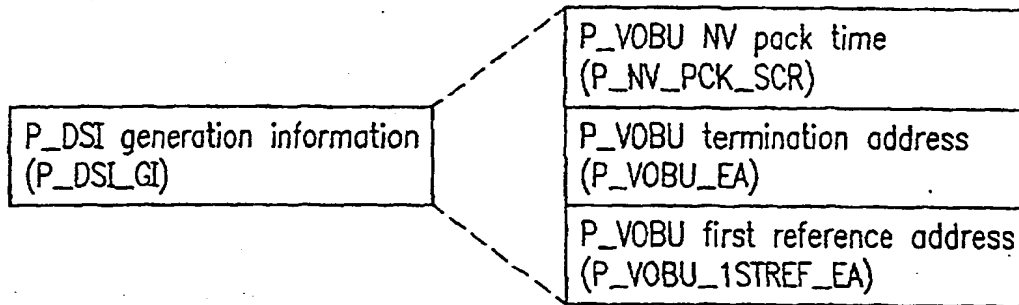 P_DSI generation information
(P_DSI_GI)
P_VOBU NV pack time
(P_NV_PCK_SCR)
P_VOBU termination address
(P_VOBU_EA)
P_VOBU first reference address
(P_VOBU_1STREF_EA)